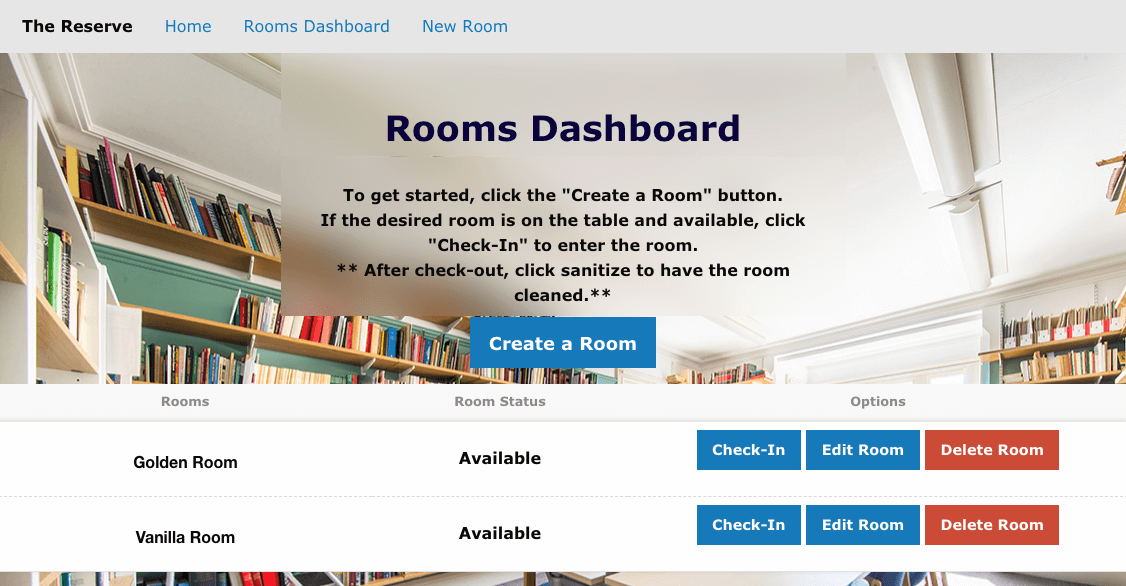 The Reserve Home Rooms Dashboard New Room
Rooms Dashboard
To get started, click the "Create a Room" button.
If the desired room is on the table and available, click
"Check-In" to enter the room.
** After check-out, click sanitize to have the room
cleaned.**
Create a Room
Rooms Room Status Options
Golden Room Available Check-In Edit Room Delete Room
Vanilla Room Available Check-In Edit Room Delete Room